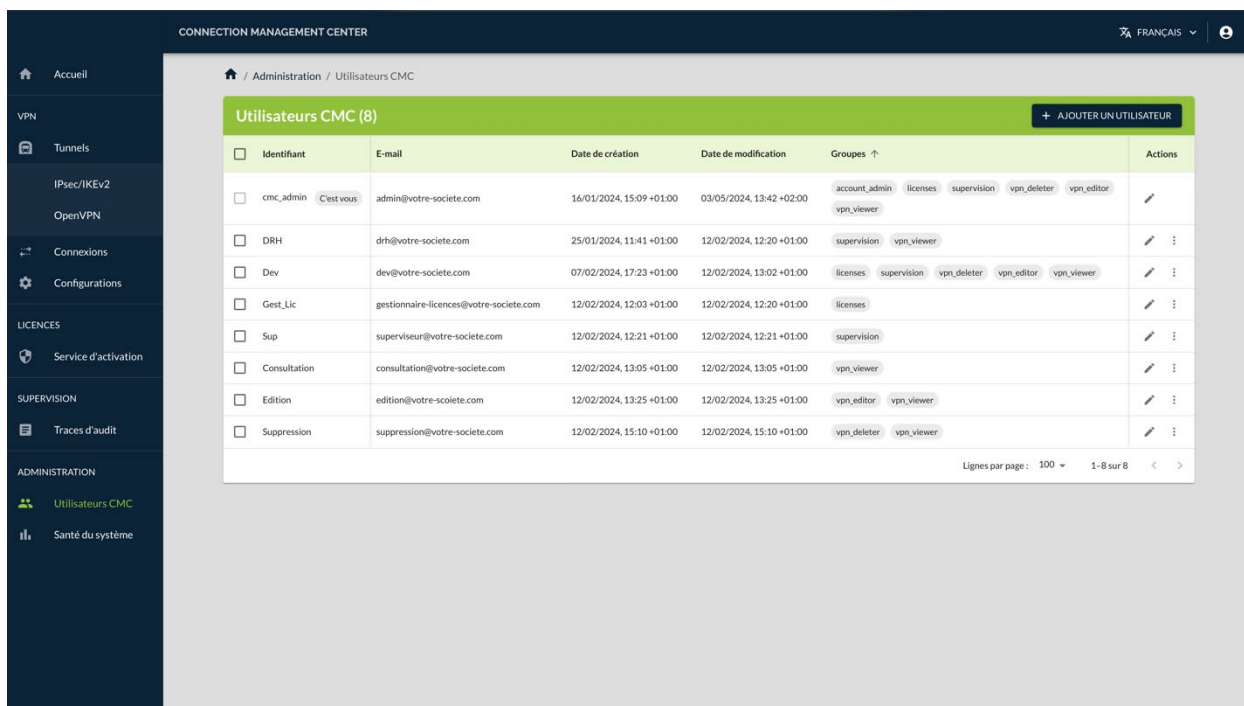 CONNECTION MANAGEMENT CENTER
FRANÇAIS
Accueil
VPN
Tunnels
IPsec/IKEv2
OpenVPN
Connexions
Configurations
LICENCES
Service d'activation
SUPERVISION
Traces d'audit
ADMINISTRATION
Utilisateurs CMC
Santé du système
/ Administration / Utilisateurs CMC
Utilisateurs CMC (8)
+ AJOUTER UN UTILISATEUR
Identifiant E-mail Date de création Date de modification Groupes ↑ Actions
cmc_admin C'est vous admin@votre-societe.com 16/01/2024, 15:09 +01:00 03/05/2024, 13:42 +02:00 account_admin licenses supervision vpn_deleter vpn_editor
vpn_viewer
DRH drh@votre-societe.com 25/01/2024, 11:41 +01:00 12/02/2024, 12:20 +01:00 supervision vpn_viewer
Dev dev@votre-societe.com 07/02/2024, 17:23 +01:00 12/02/2024, 13:02 +01:00 licenses supervision vpn_deleter vpn_editor vpn_viewer
Gest_Lic gestionnaire-licences@votre-societe.com 12/02/2024, 12:03 +01:00 12/02/2024, 12:20 +01:00 licenses
Sup superviseur@votre-societe.com 12/02/2024, 12:21 +01:00 12/02/2024, 12:21 +01:00 supervision
Consultation consultation@votre-societe.com 12/02/2024, 13:05 +01:00 12/02/2024, 13:05 +01:00 vpn_viewer
Edition edition@votre-scoiete.com 12/02/2024, 13:25 +01:00 12/02/2024, 13:25 +01:00 vpn_editor vpn_viewer
Suppression suppression@votre-societe.com 12/02/2024, 15:10 +01:00 12/02/2024, 15:10 +01:00 vpn_deleter vpn_viewer
Lignes par page : 100 1–8 sur 8